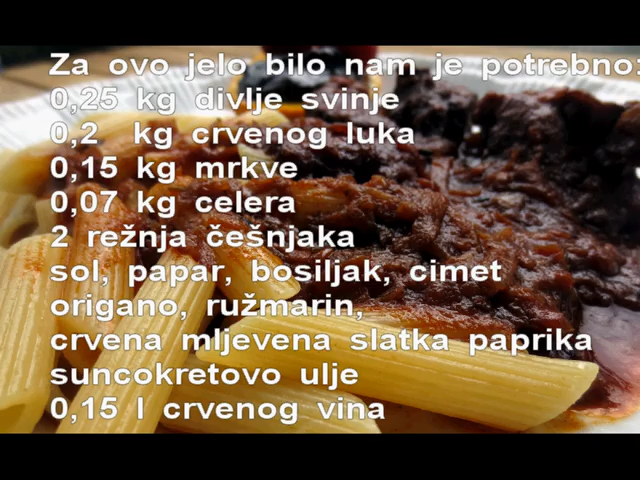 Za ovo jelo bilo nam je potrebno:
0,25 kg divlje svinje
0,2 kg crvenog luka
0,15 kg mrkve
0,07 kg celera
2 režnja češnjaka
sol, papar, bosiljak, cimet
origano, ružmarin,
crvena mljevena slatka paprika
suncokretovo ulje
0,15 l crvenog vina